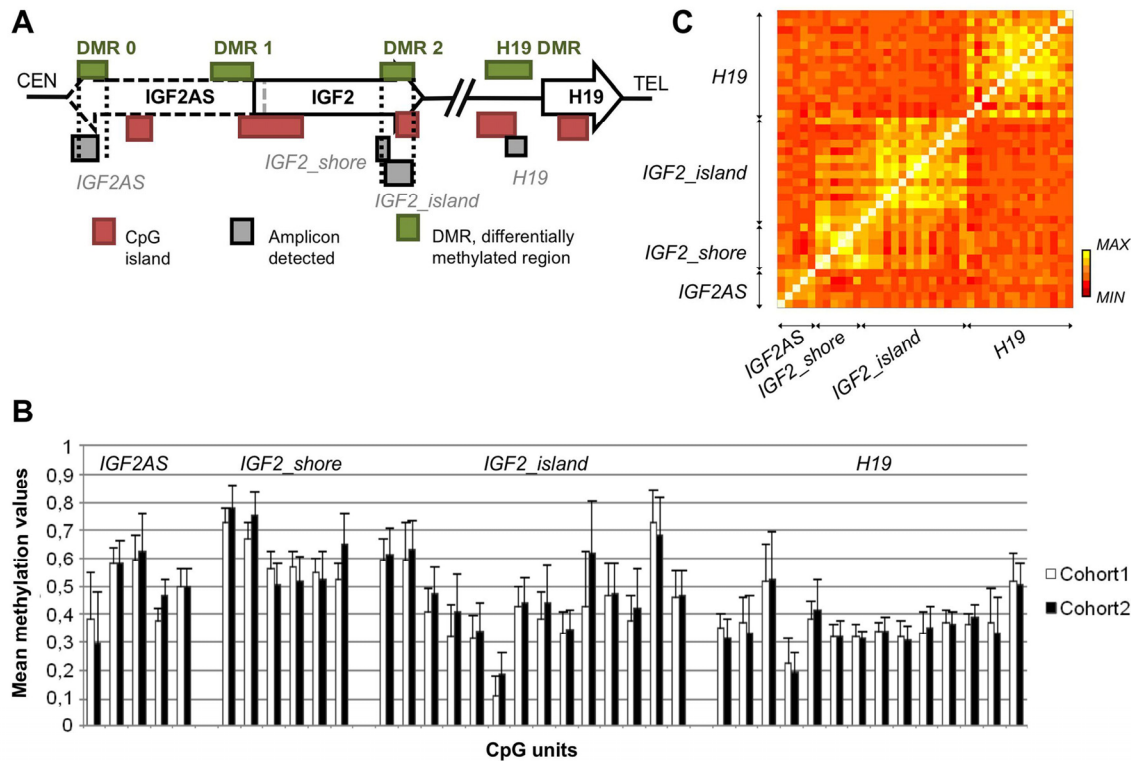 A
DMR 0
DMR 1
DMR 2
H19 DMR
CEN
IGF2AS
IGF2
H19
TEL
IGF2AS
IGF2_shore
IGF2_island
H19
CpG
island
Amplicon
detected
DMR, differentially
methylated region
C
H19
IGF2_island
IGF2_shore
IGF2AS
MAX
MIN
IGF2AS
IGF2_shore
IGF2_island
H19
B
Mean methylation values
1
0,9
0,8
0,7
0,6
0,5
0,4
0,3
0,2
0,1
0
IGF2AS
IGF2_shore
IGF2_island
H19
Cohort1
Cohort2
CpG units